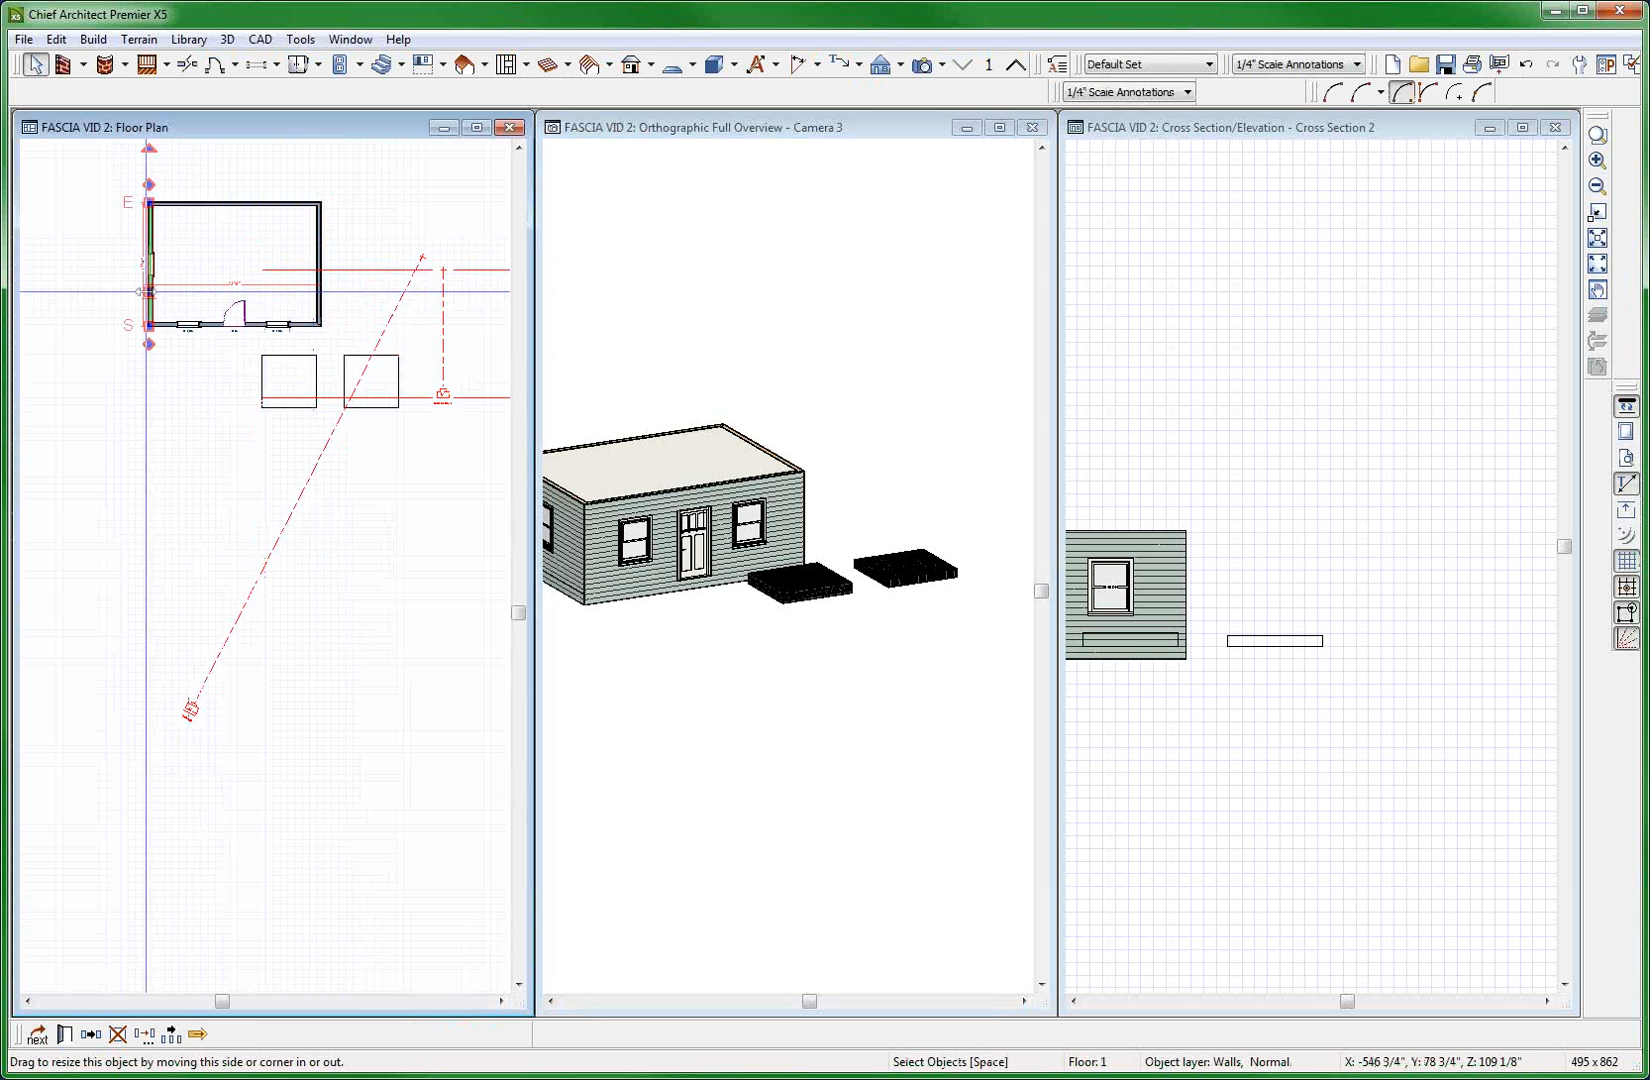 Chief Architect Premier X5
File Edit Build Terrain Library 3D CAD Tools Window Help
1 Default Set 1/4" Scale Annotations
1/4" Scale Annotations
FASCIA VID 2: Floor Plan
FASCIA VID 2: Orthographic Full Overview - Camera 3
FASCIA VID 2: Cross Section/Elevation - Cross Section 2
E
S
next
Drag to resize this object by moving this side or corner in or out.
Select Objects [Space]
Floor: 1
Object layer: Walls, Normal
X: -546 3/4", Y: 78 3/4", Z: 109 1/8"
495 x 862